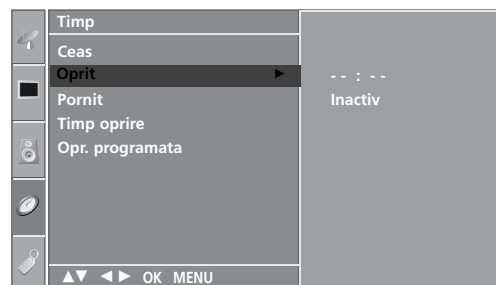 Timp
Ceas
Oprit ► -- : --
Pornit Inactiv
Timp oprire
Opr. programata
▲▼ ◄► OK MENU